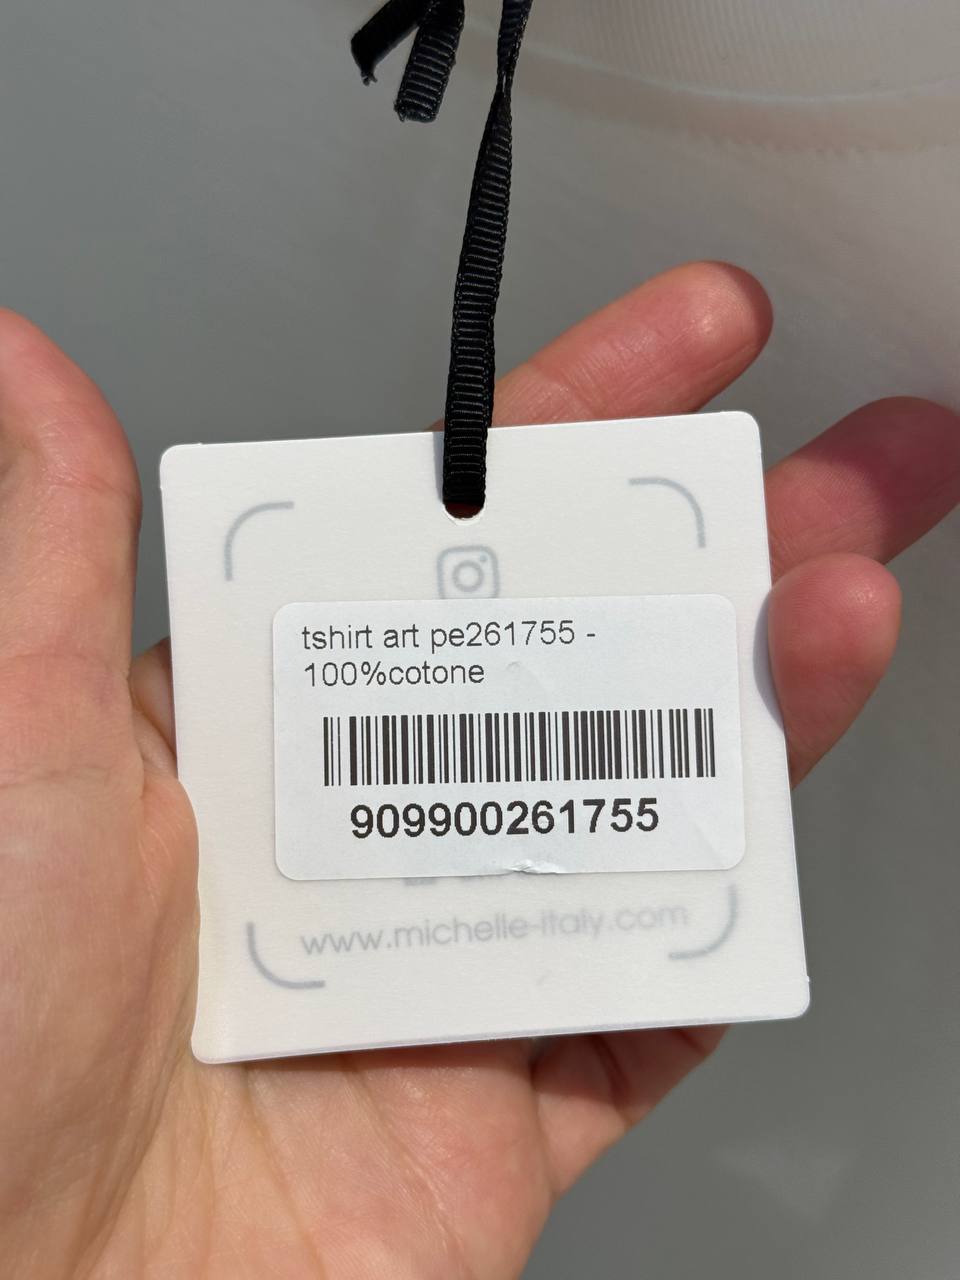 tshirt art pe261755 -
100%cotone
909900261755
www.michelle-italy.com